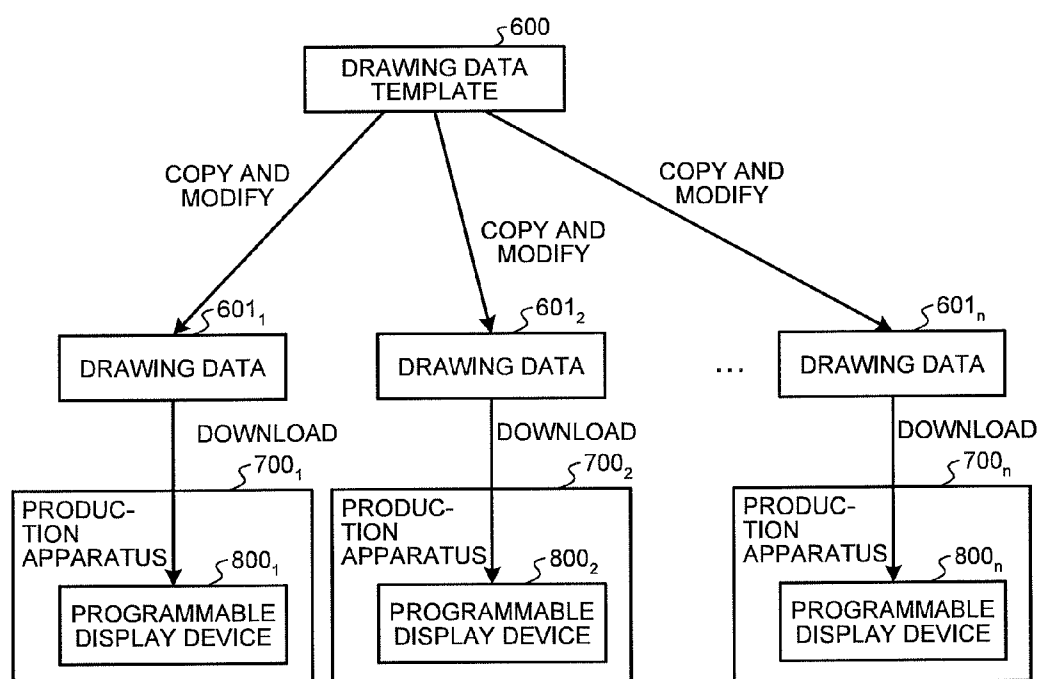 600
DRAWING DATA
TEMPLATE
COPY AND
MODIFY
COPY AND
MODIFY
COPY AND
MODIFY
601₁
DRAWING DATA
601₂
DRAWING DATA
...
601ₙ
DRAWING DATA
DOWNLOAD
DOWNLOAD
DOWNLOAD
700₁
PRODUC-
TION
APPARATUS
800₁
PROGRAMMABLE
DISPLAY DEVICE
700₂
PRODUC-
TION
APPARATUS
800₂
PROGRAMMABLE
DISPLAY DEVICE
700ₙ
PRODUC-
TION
APPARATUS
800ₙ
PROGRAMMABLE
DISPLAY DEVICE